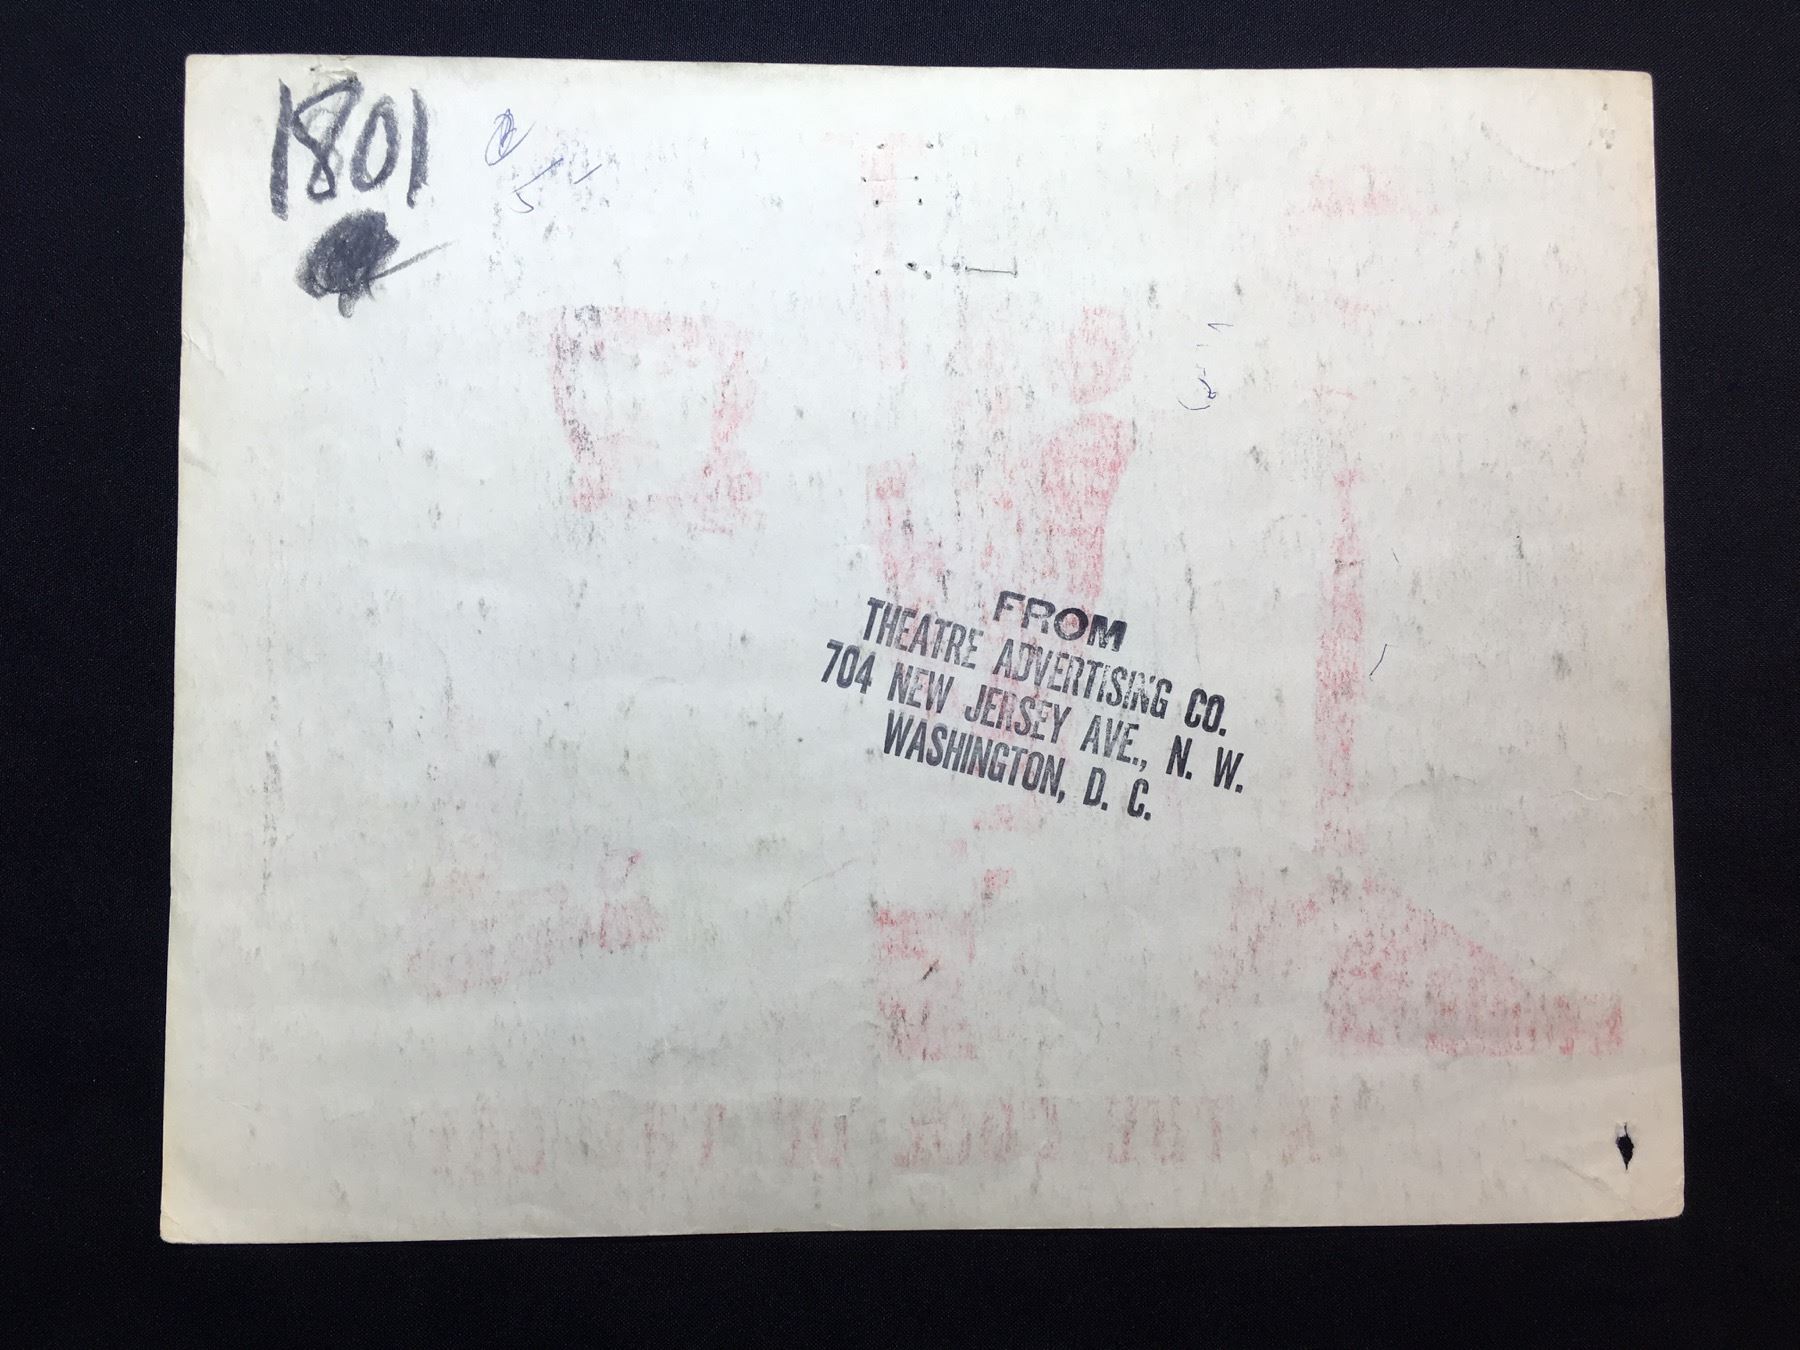 1801
FROM
THEATRE ADVERTISING CO.
704 NEW JERSEY AVE., N. W.
WASHINGTON, D. C.